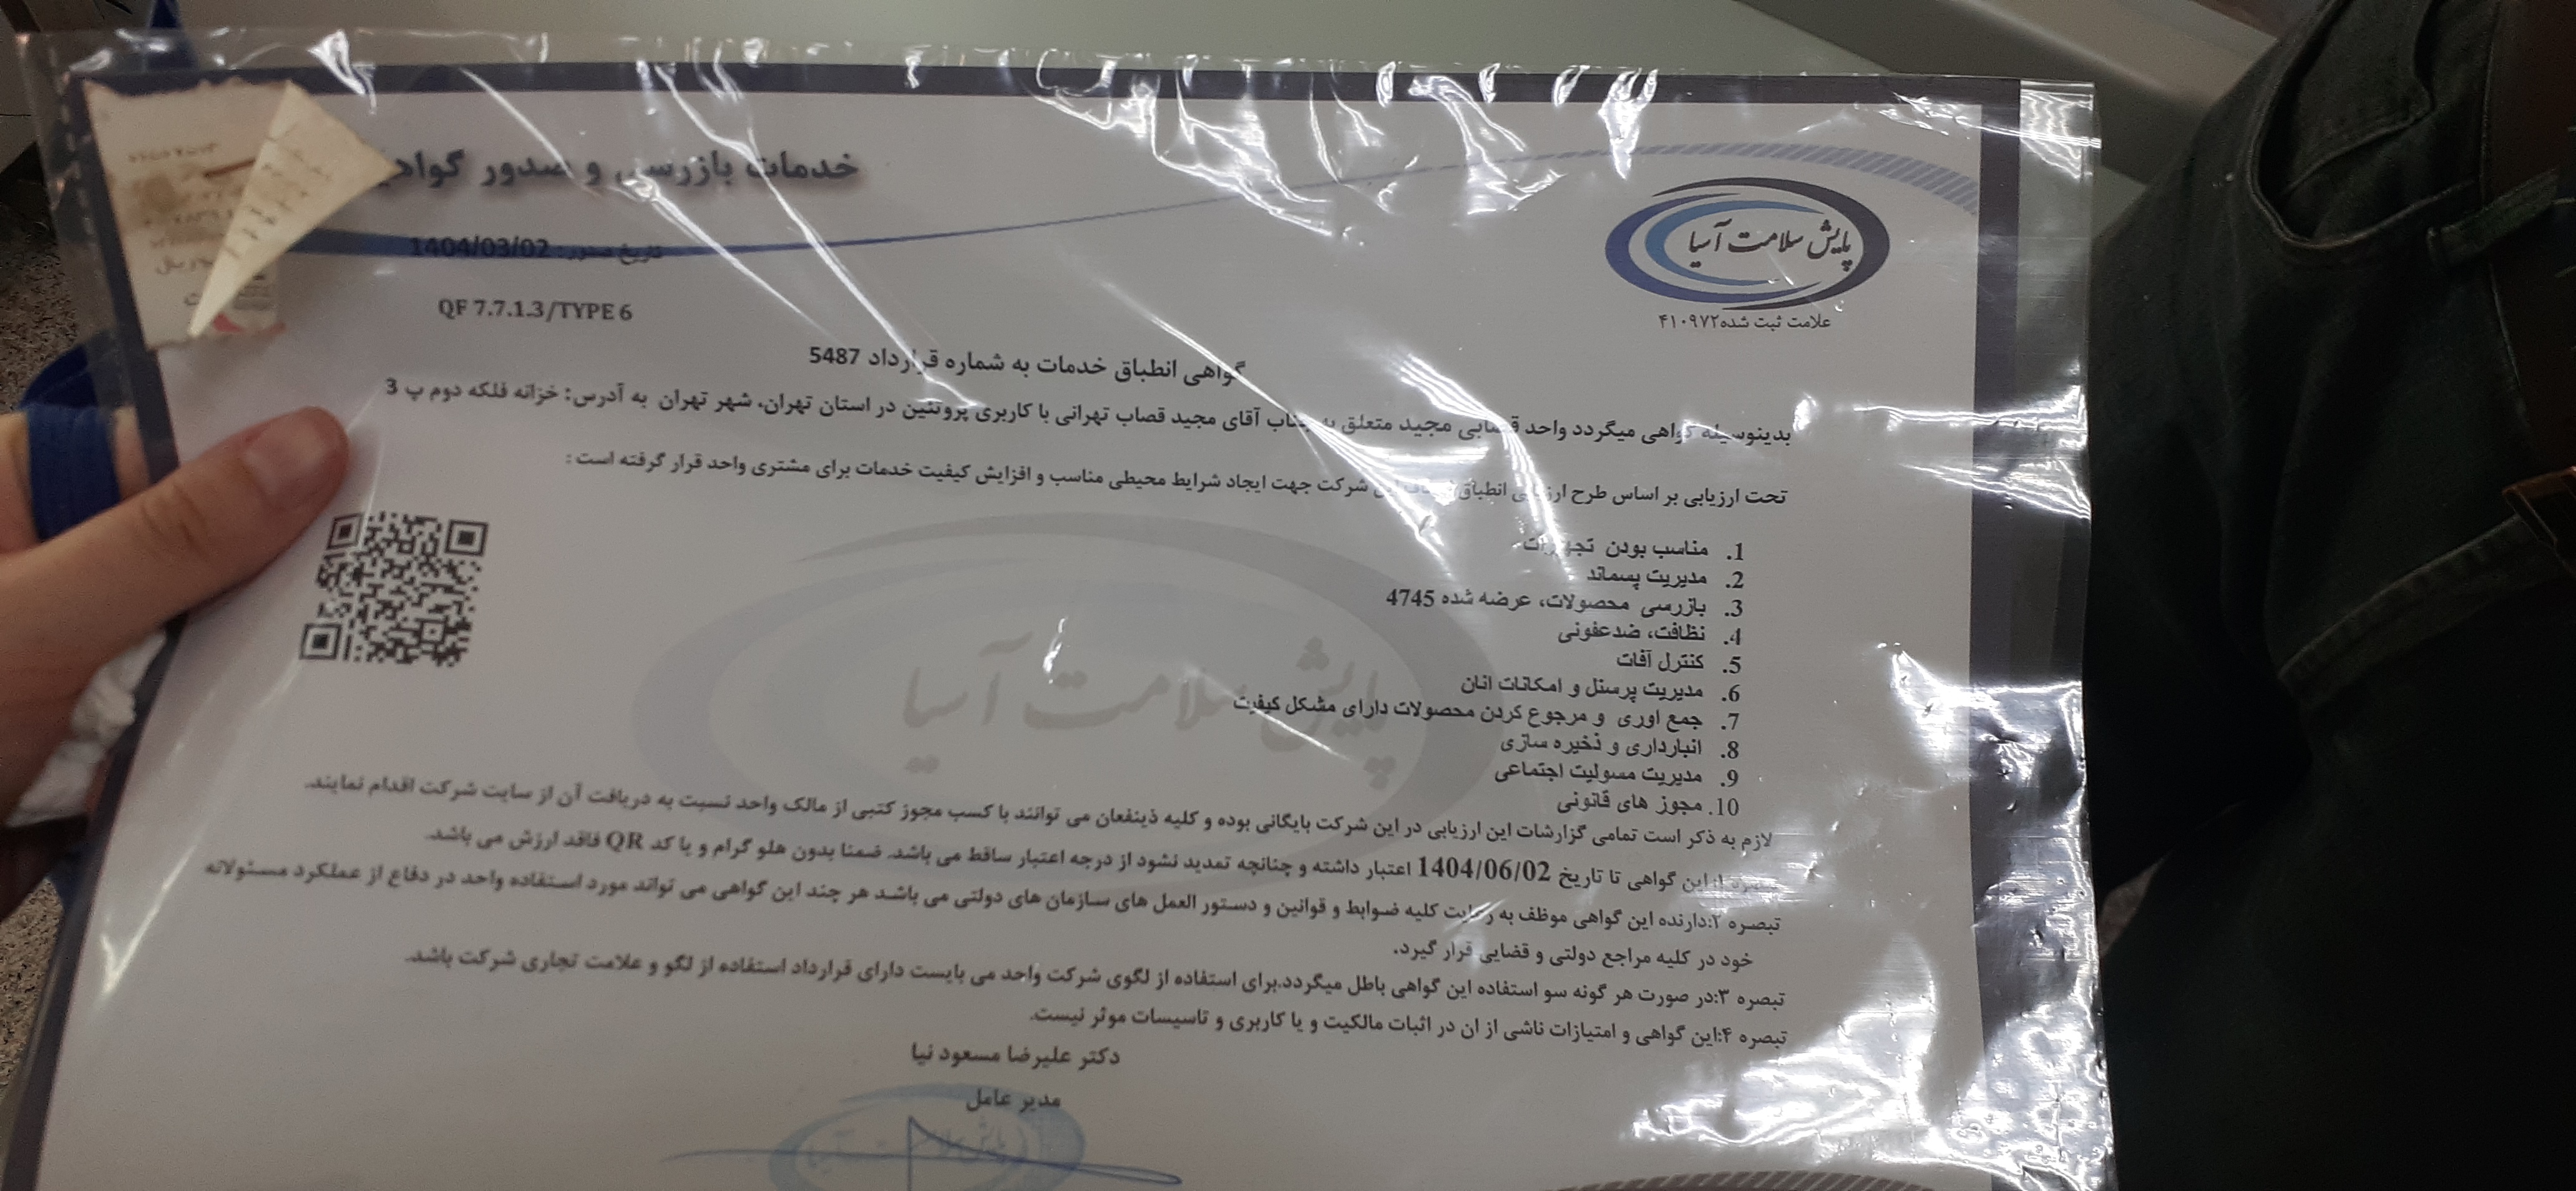 خدمات بازرسی و صدور
پایش سلامت آسیا
علامت ثبت شده۴۱۰۹۷۲
تاریخ صدور: 1404/03/02
QF 7.7.1.3/TYPE 6
گواهی انطباق خدمات به شماره قرارداد 5487
بدینوسیله گواهی میگردد واحد قصابی مجید متعلق به جناب آقای مجید قصاب تهرانی با کاربری پروتئین در استان تهران، شهر تهران به آدرس: خزانه فلکه دوم پ 3
تحت ارزیابی بر اساس طرح ارزیابی انطباق این شرکت جهت ایجاد شرایط محیطی مناسب و افزایش کیفیت خدمات برای مشتری واحد قرار گرفته است :
1. مناسب بودن تجهیزات
2. مدیریت پسماند
3. بازرسی محصولات، عرضه شده 4745
4. نظافت، ضدعفونی
5. کنترل آفات
6. مدیریت پرسنل و امکانات انان
7. جمع اوری و مرجوع کردن محصولات دارای مشکل کیفیت
8. انبارداری و ذخیره سازی
9. مدیریت مسولیت اجتماعی
10. مجوز های قانونی
لازم به ذکر است تمامی گزارشات این ارزیابی در این شرکت بایگانی بوده و کلیه ذینفعان می توانند با کسب مجوز کتبی از مالک واحد نسبت به دریافت آن از سایت شرکت اقدام نمایند.
تبصره ۱:این گواهی تا تاریخ 1404/06/02 اعتبار داشته و چنانچه تمدید نشود از درجه اعتبار ساقط می باشد. ضمنا بدون هلو گرام و یا کد QR فاقد ارزش می باشد.
تبصره ۲:دارنده این گواهی موظف به رعایت کلیه ضوابط و قوانین و دستور العمل های سازمان های دولتی می باشد هر چند این گواهی می تواند مورد استفاده واحد در دفاع از عملکرد مسئولانه
خود در کلیه مراجع دولتی و قضایی قرار گیرد.
تبصره ۳:در صورت هر گونه سو استفاده این گواهی باطل میگردد.برای استفاده از لگوی شرکت واحد می بایست دارای قرارداد استفاده از لگو و علامت تجاری شرکت باشد.
تبصره ۴:این گواهی و امتیازات ناشی از ان در اثبات مالکیت و یا کاربری و تاسیسات موثر نیست.
دکتر علیرضا مسعود نیا
مدیر عامل